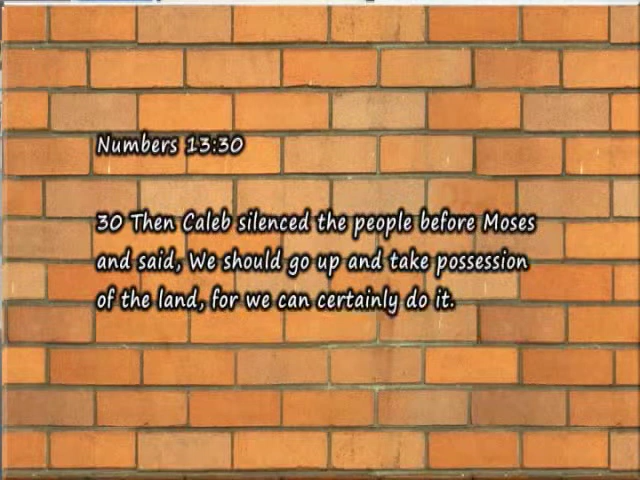 Numbers 13:30
30 Then Caleb silenced the people before Moses
and said, We should go up and take possession
of the land, for we can certainly do it.